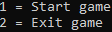 1 = Start game
2 = Exit game